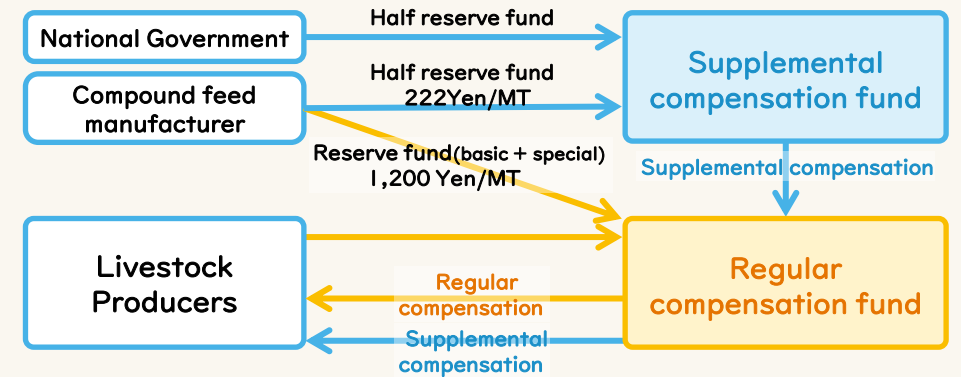 National Government
Half reserve fund
Supplemental
compensation fund
Compound feed
manufacturer
Half reserve fund
222Yen/MT
Reserve fund(basic + special)
1,200 Yen/MT
Supplemental compensation
Livestock
Producers
Regular
compensation
Supplemental
compensation
Regular
compensation fund